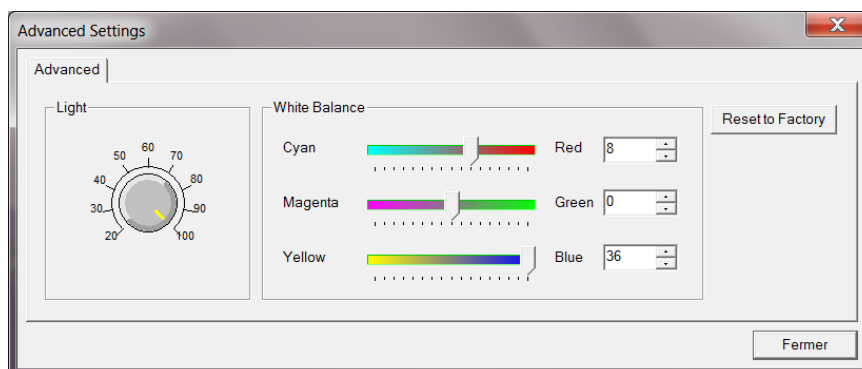 Advanced Settings
X
Advanced
Light
60
50 70
40 80
30 90
20 100
White Balance
Cyan Red 8
Magenta Green 0
Yellow Blue 36
Reset to Factory
Fermer